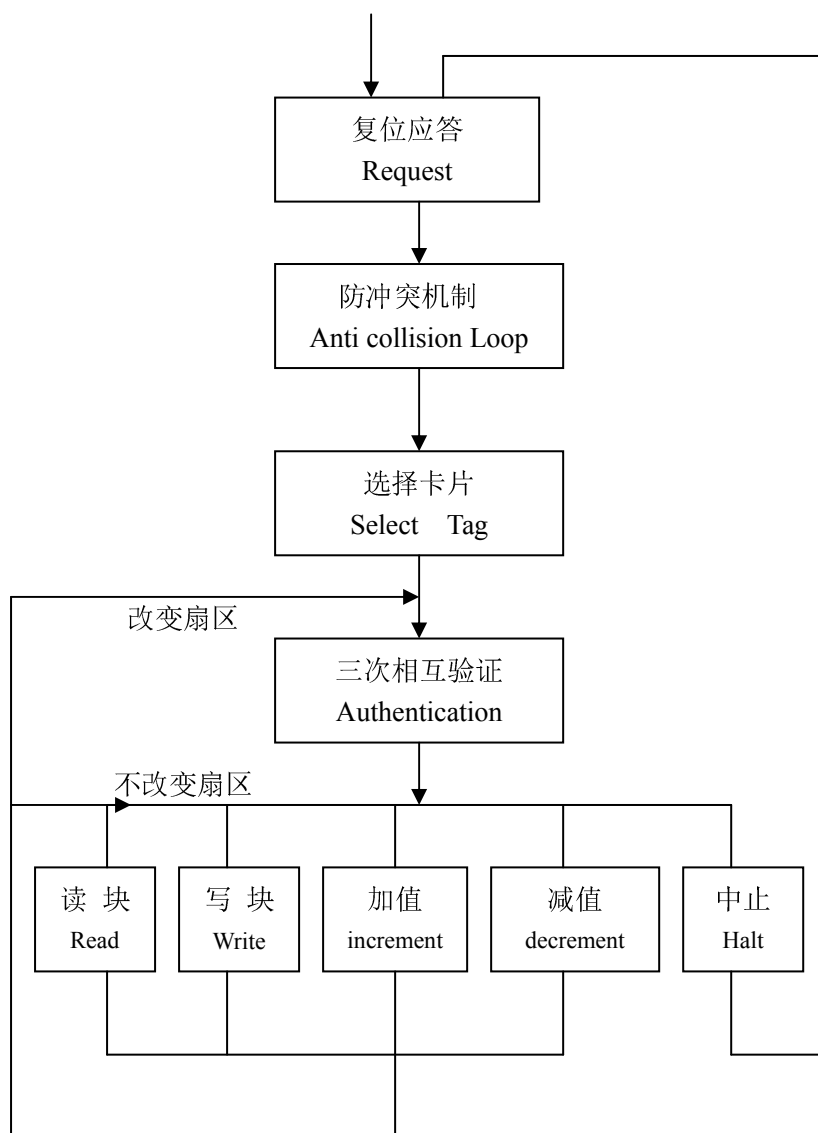 复位应答
Request
防冲突机制
Anti collision Loop
选择卡片
Select Tag
改变扇区
三次相互验证
Authentication
不改变扇区
读 块
Read
写 块
Write
加值
increment
减值
decrement
中止
Halt